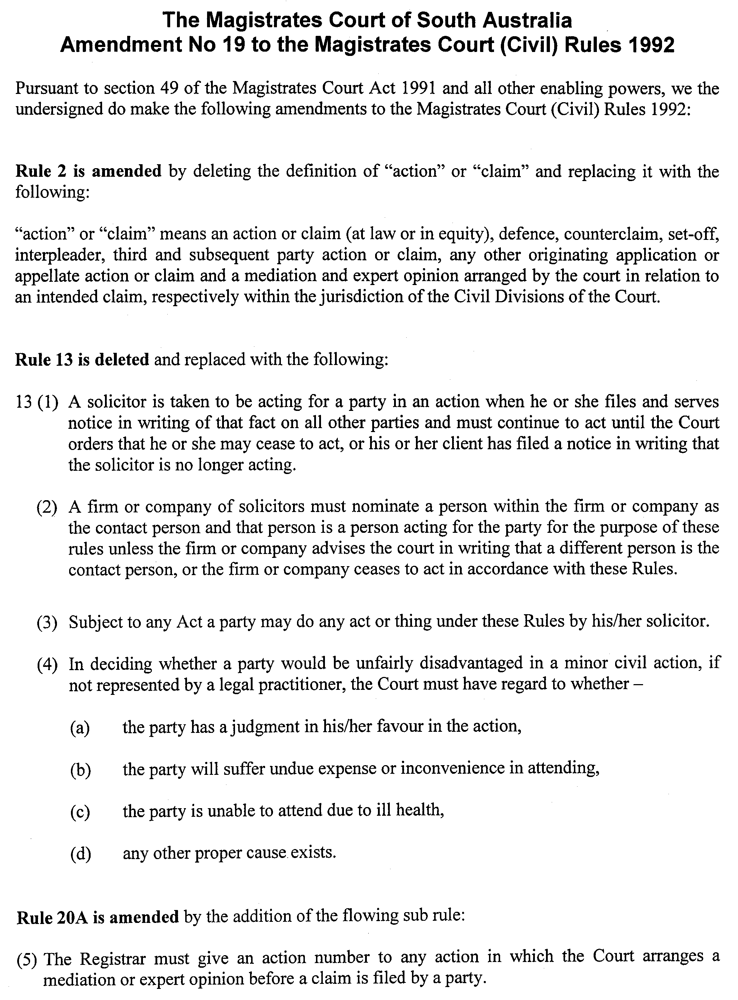 The Magistrates Court of South Australia
Amendment No 19 to the Magistrates Court (Civil) Rules 1992
Pursuant to section 49 of the Magistrates Court Act 1991 and all other enabling powers, we the
undersigned do make the following amendments to the Magistrates Court (Civil) Rules 1992:
Rule 2 is amended by deleting the definition of “action” or “claim” and replacing it with the
following:
“action” or “claim” means an action or claim (at law or in equity), defence, counterclaim, set-off,
interpleader, third and subsequent party action or claim, any other originating application or
appellate action or claim and a mediation and expert opinion arranged by the court in relation to
an intended claim, respectively within the jurisdiction of the Civil Divisions of the Court.
Rule 13 is deleted and replaced with the following:
13 (1) A solicitor is taken to be acting for a party in an action when he or she files and serves
notice in writing of that fact on all other parties and must continue to act until the Court
orders that he or she may cease to act, or his or her client has filed a notice in writing that
the solicitor is no longer acting.
(2) A firm or company of solicitors must nominate a person within the firm or company as
the contact person and that person is a person acting for the party for the purpose of these
rules unless the firm or company advises the court in writing that a different person is the
contact person, or the firm or company ceases to act in accordance with these Rules.
(3) Subject to any Act a party may do any act or thing under these Rules by his/her solicitor.
(4) In deciding whether a party would be unfairly disadvantaged in a minor civil action, if
not represented by a legal practitioner, the Court must have regard to whether –
(a) the party has a judgment in his/her favour in the action,
(b) the party will suffer undue expense or inconvenience in attending,
(c) the party is unable to attend due to ill health,
(d) any other proper cause exists.
Rule 20A is amended by the addition of the flowing sub rule:
(5) The Registrar must give an action number to any action in which the Court arranges a
mediation or expert opinion before a claim is filed by a party.